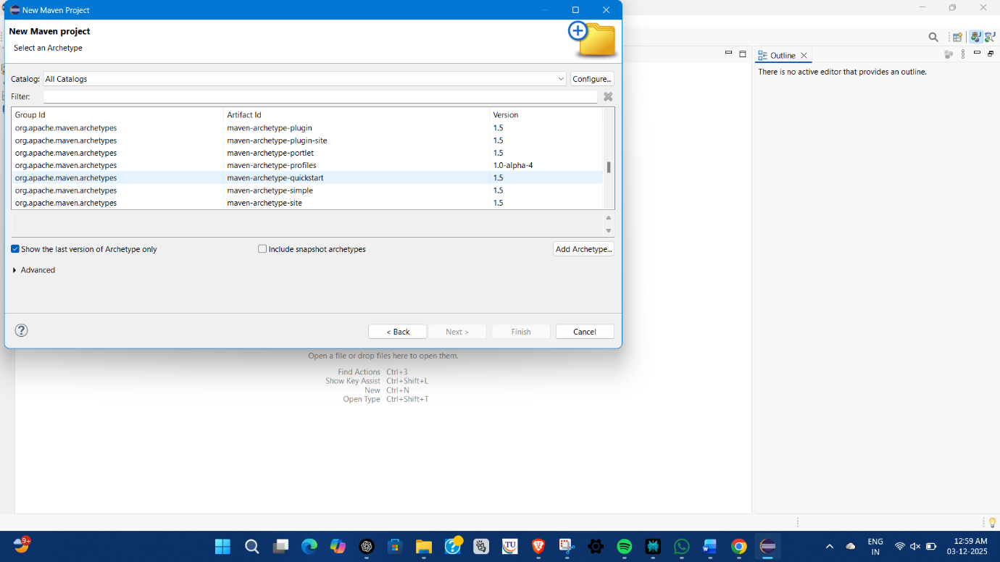 New Maven Project
New Maven project
Select an Archetype
Catalog: All Catalogs Configure...
Filter:
Group Id Artifact Id Version
org.apache.maven.archetypes maven-archetype-plugin 1.5
org.apache.maven.archetypes maven-archetype-plugin-site 1.5
org.apache.maven.archetypes maven-archetype-portlet 1.5
org.apache.maven.archetypes maven-archetype-profiles 1.0-alpha-4
org.apache.maven.archetypes maven-archetype-quickstart 1.5
org.apache.maven.archetypes maven-archetype-simple 1.5
org.apache.maven.archetypes maven-archetype-site 1.5
Show the last version of Archetype only Include snapshot archetypes Add Archetype...
Advanced
? < Back Next > Finish Cancel
Outline
There is no active editor that provides an outline.
Open a file or drop files here to open them.
Find Actions Ctrl+3
Show Key Assist Ctrl+Shift+L
New Ctrl+N
Open Type Ctrl+Shift+T
9+
TU
ENG
IN
12:59 AM
03-12-2025